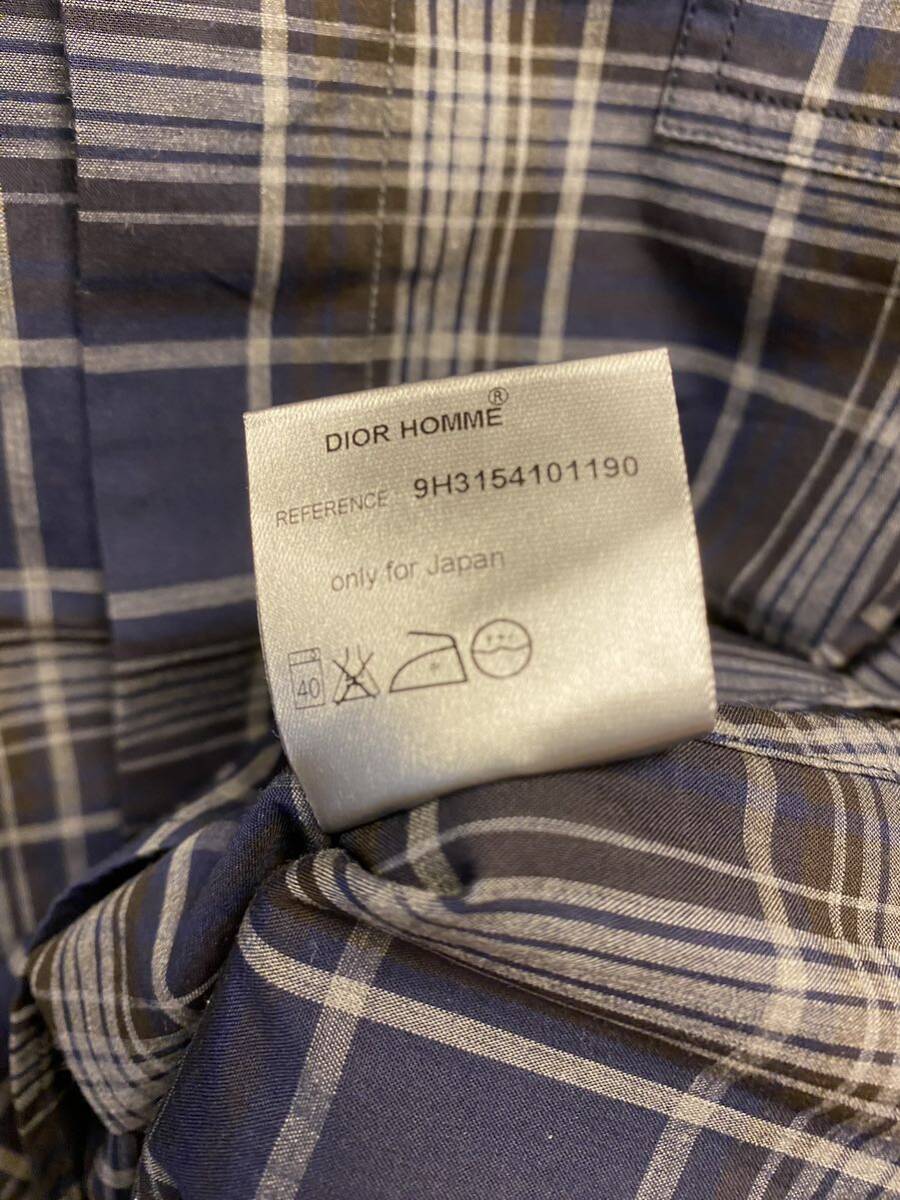 DIOR HOMME®
REFERENCE 9H3154101190
only for Japan
40